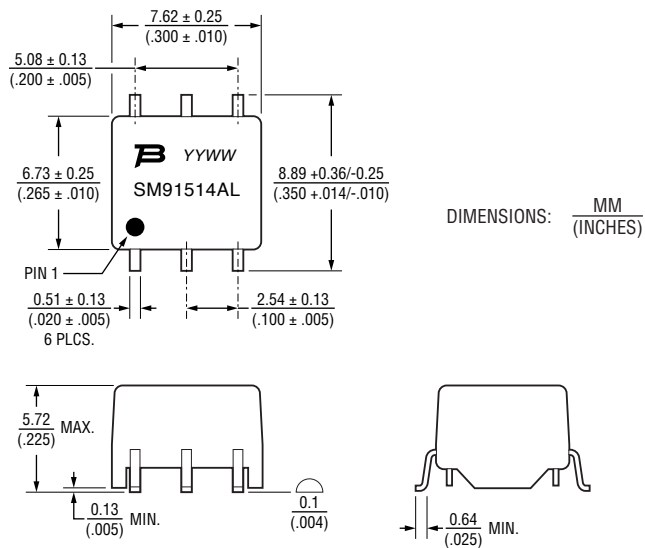 7.62 ± 0.25
(.300 ± .010)
5.08 ± 0.13
(.200 ± .005)
YYWW
SM91514AL
6.73 ± 0.25
(.265 ± .010)
8.89 +0.36/-0.25
(.350 +.014/-.010)
DIMENSIONS: MM
(INCHES)
PIN 1
0.51 ± 0.13
(.020 ± .005)
6 PLCS.
2.54 ± 0.13
(.100 ± .005)
5.72
(.225) MAX.
0.13
(.005) MIN.
0.1
(.004)
0.64
(.025) MIN.